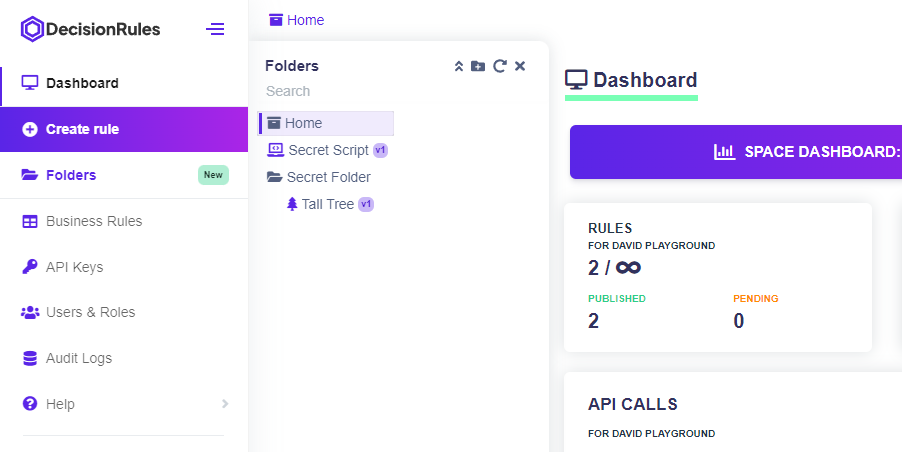 DecisionRules
Dashboard
Create rule
Folders New
Business Rules
API Keys
Users & Roles
Audit Logs
Help
Home
Folders
Search
Home
Secret Script v1
Secret Folder
Tall Tree v1
Dashboard
SPACE DASHBOARD:
RULES
FOR DAVID PLAYGROUND
2 / ∞
PUBLISHED PENDING
2 0
API CALLS
FOR DAVID PLAYGROUND